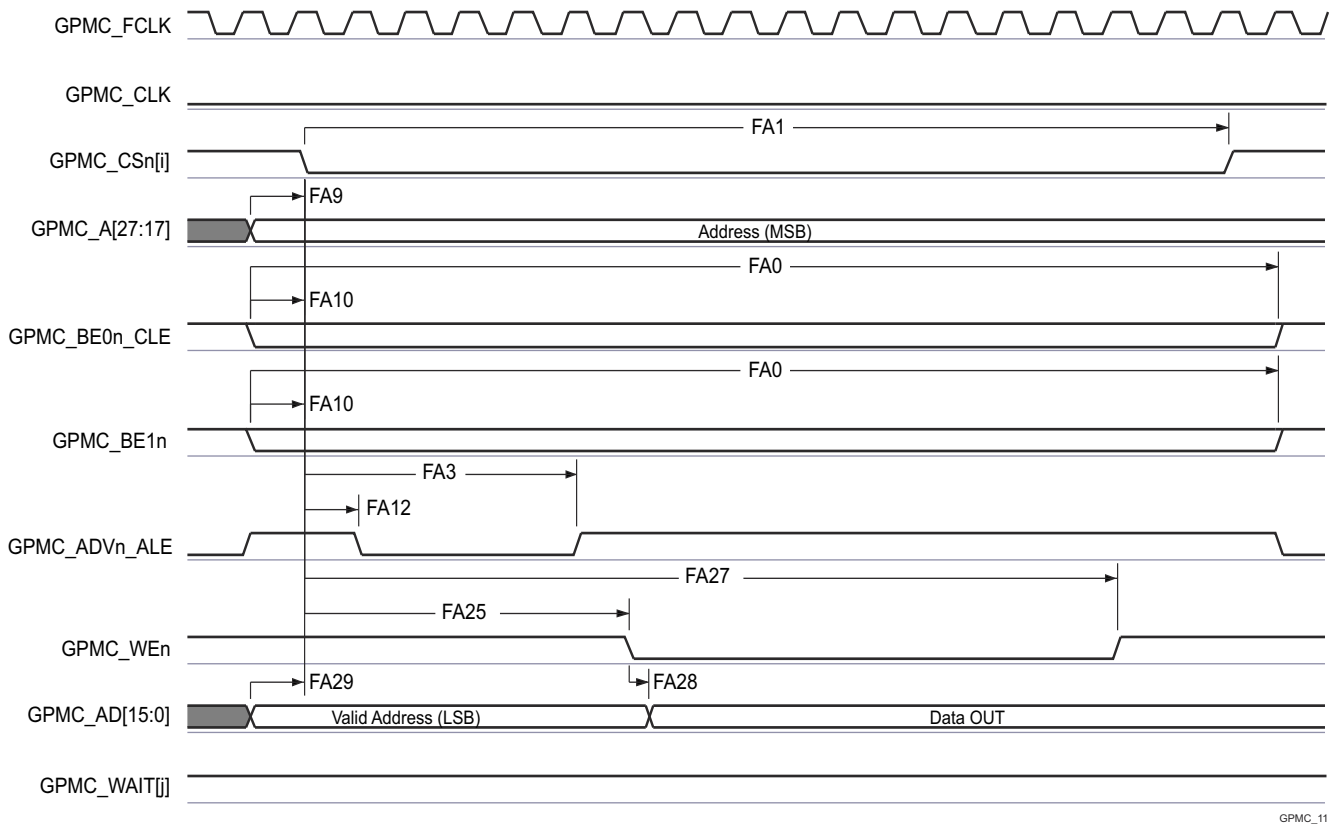 GPMC_FCLK
GPMC_CLK
FA1
GPMC_CSn[i]
FA9
GPMC_A[27:17]
Address (MSB)
FA0
FA10
GPMC_BE0n_CLE
FA0
FA10
GPMC_BE1n
FA3
FA12
GPMC_ADVn_ALE
FA27
FA25
GPMC_WEn
FA29
FA28
GPMC_AD[15:0]
Valid Address (LSB)
Data OUT
GPMC_WAIT[j]
GPMC_11